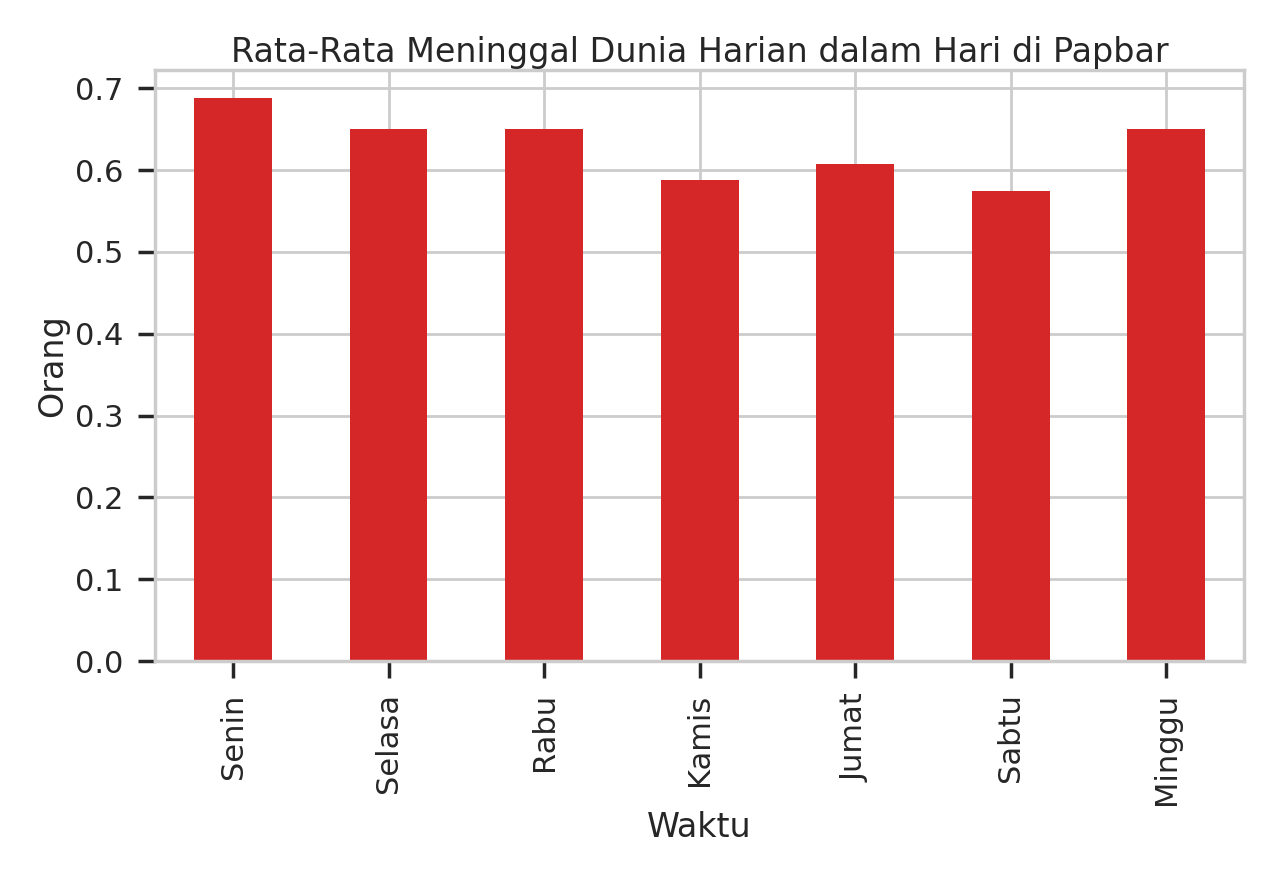 Rata-Rata Meninggal Dunia Harian dalam Hari di Papbar
0.7
0.6
0.5
0.4
0.3
0.2
0.1
0.0
Orang
Senin
Selasa
Rabu
Kamis
Jumat
Sabtu
Minggu
Waktu